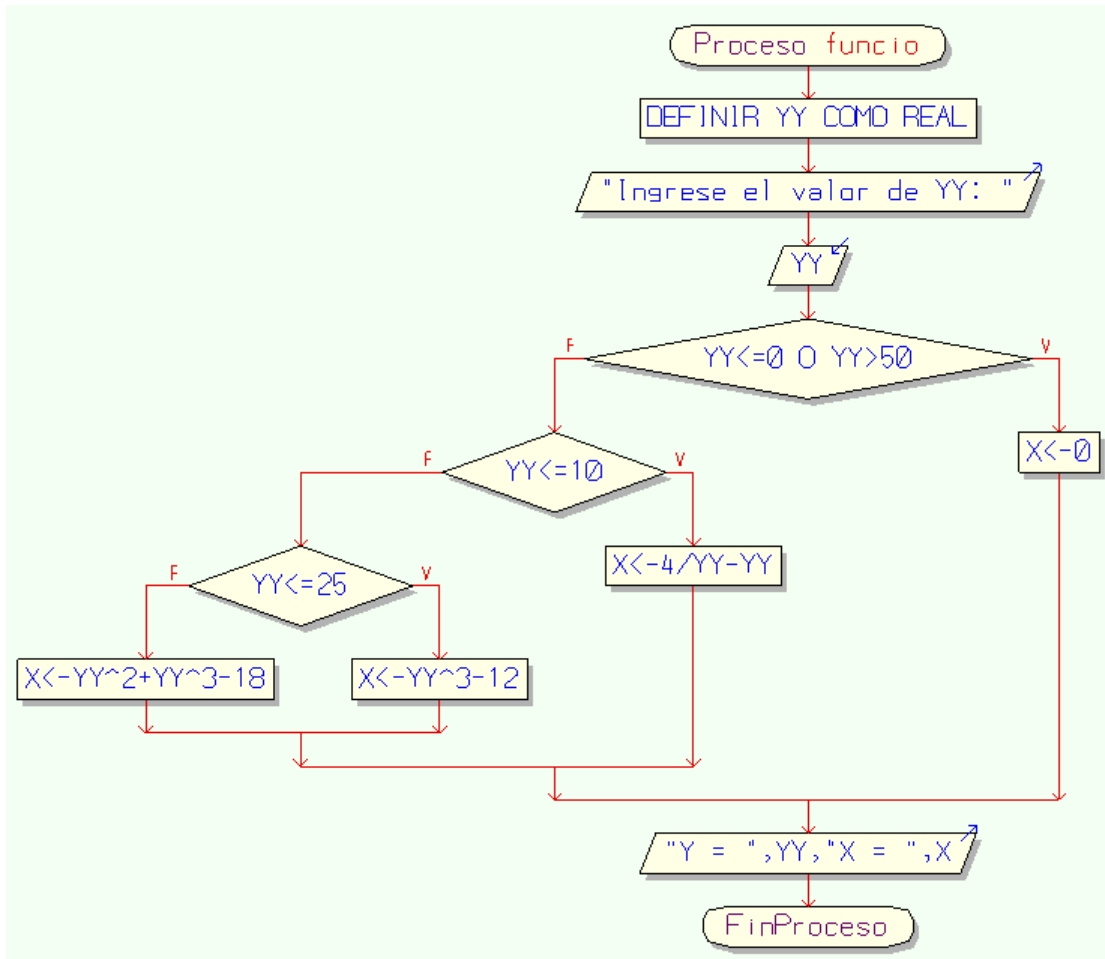 Proceso funcio
DEFINIR YY COMO REAL
"Ingrese el valor de YY: "
YY
YY<=0 O YY>50
F
V
X<-0
YY<=10
F
V
X<-4/YY-YY
YY<=25
F
V
X<-YY^2+YY^3-18
X<-YY^3-12
"Y = ",YY,"X = ",X
FinProceso